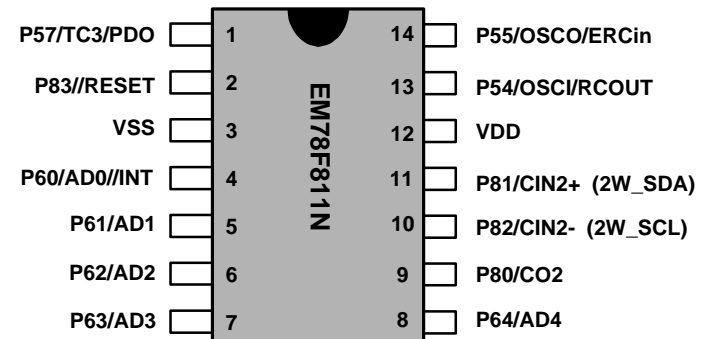 P57/TC3/PDO 1 14 P55/OSCO/ERCin
P83//RESET 2 13 P54/OSCI/RCOUT
VSS 3 12 VDD
P60/AD0//INT 4 11 P81/CIN2+ (2W_SDA)
P61/AD1 5 10 P82/CIN2- (2W_SCL)
P62/AD2 6 9 P80/CO2
P63/AD3 7 8 P64/AD4
EM78F811N